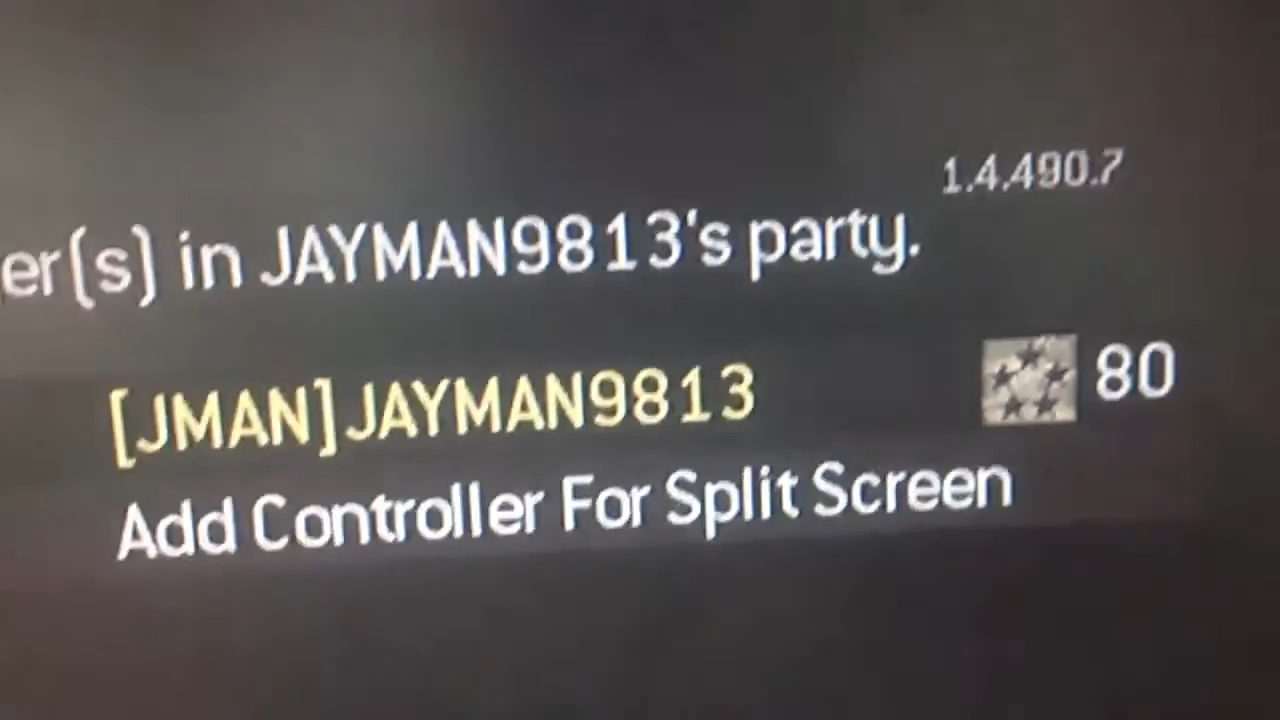 1.4.490.7
er(s) in JAYMAN9813's party.
[JMAN]JAYMAN9813 80
Add Controller For Split Screen